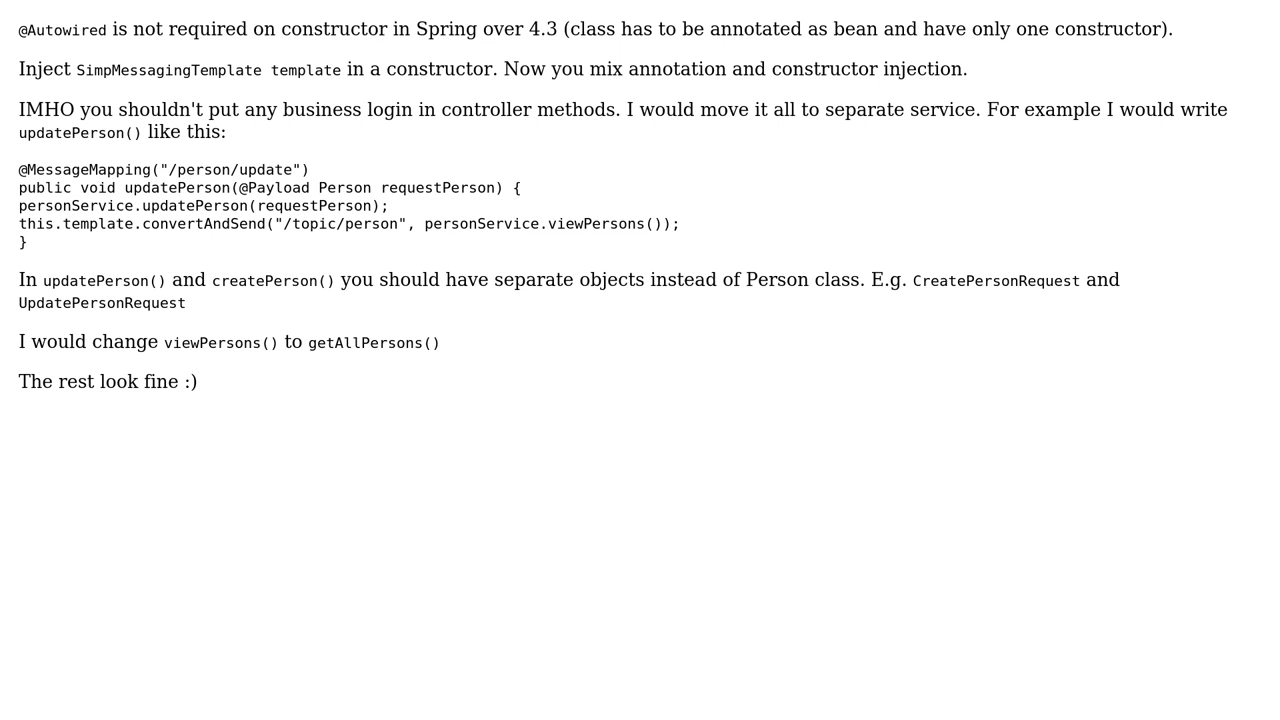 @Autowired is not required on constructor in Spring over 4.3 (class has to be annotated as bean and have only one constructor).
Inject SimpMessagingTemplate template in a constructor. Now you mix annotation and constructor injection.
IMHO you shouldn't put any business login in controller methods. I would move it all to separate service. For example I would write
updatePerson() like this:
@MessageMapping("/person/update")
public void updatePerson(@Payload Person requestPerson) {
personService.updatePerson(requestPerson);
this.template.convertAndSend("/topic/person", personService.viewPersons());
}
In updatePerson() and createPerson() you should have separate objects instead of Person class. E.g. CreatePersonRequest and
UpdatePersonRequest
I would change viewPersons() to getAllPersons()
The rest look fine :)